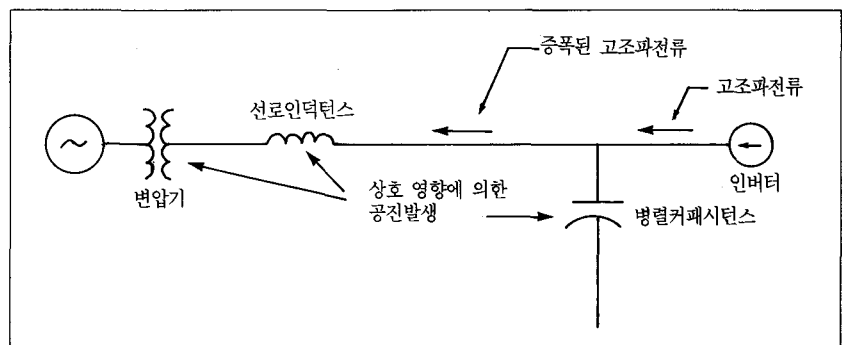 증폭된 고조파전류
고조파전류
선로인덕턴스
변압기
상호 영향에 의한
공진발생
인버터
병렬커패시턴스